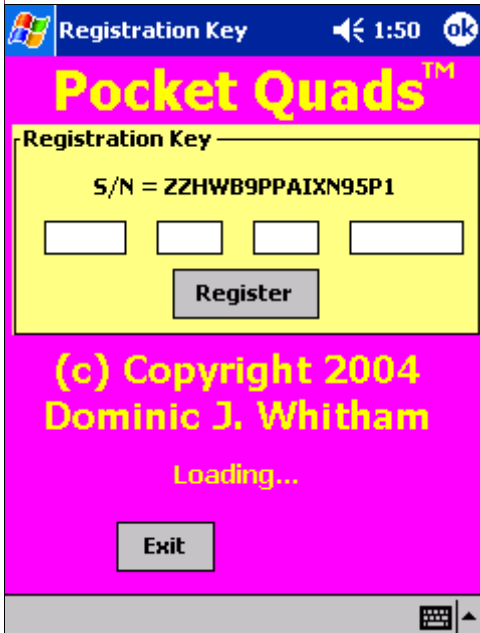 Registration Key 1:50 ok
Pocket Quads™
Registration Key
S/N = ZZHWB9PPAIXN95P1
Register
(c) Copyright 2004
Dominic J. Whitham
Loading...
Exit